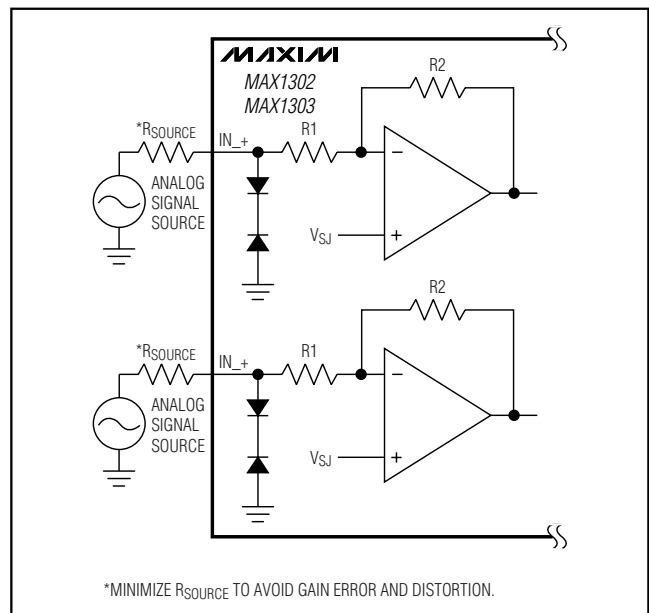 MAXIM
MAX1302
MAX1303
R2
*RSOURCE
IN_+
R1
ANALOG
SIGNAL
SOURCE
−
VSJ
+
R2
*RSOURCE
IN_+
R1
ANALOG
SIGNAL
SOURCE
−
VSJ
+
*MINIMIZE RSOURCE TO AVOID GAIN ERROR AND DISTORTION.